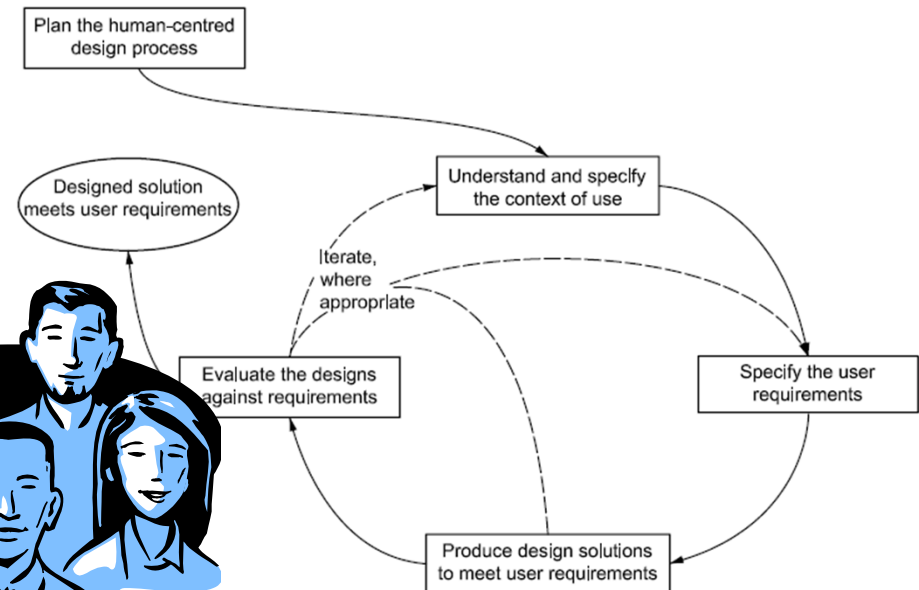 Plan the human-centred
design process
Understand and specify
the context of use
Designed solution
meets user requirements
Iterate,
where
appropriate
Evaluate the designs
against requirements
Specify the user
requirements
Produce design solutions
to meet user requirements